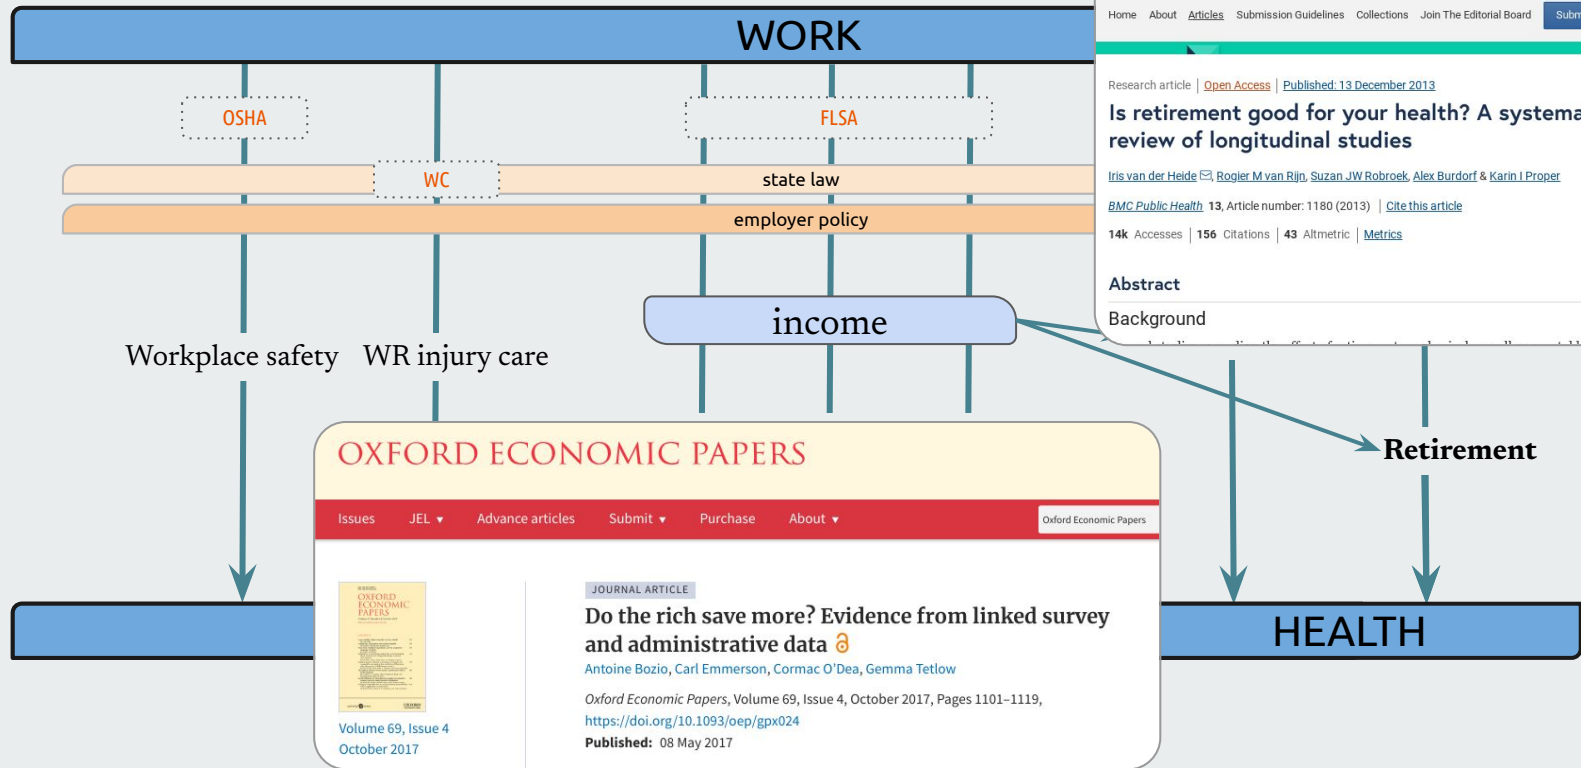 WORK
OSHA
FLSA
WC
state law
employer policy
income
Workplace safety
WR injury care
Retirement
HEALTH
Home About Articles Submission Guidelines Collections Join The Editorial Board Subm
Research article | Open Access | Published: 13 December 2013
Is retirement good for your health? A systema
review of longitudinal studies
Iris van der Heide, Rogier M van Rijn, Suzan JW Robroek, Alex Burdorf & Karin I Proper
BMC Public Health 13, Article number: 1180 (2013) | Cite this article
14k Accesses | 156 Citations | 43 Altmetric | Metrics
Abstract
Background
OXFORD ECONOMIC PAPERS
Issues JEL ▼ Advance articles Submit ▼ Purchase About ▼ Oxford Economic Papers
OXFORD
ECONOMIC
PAPERS
Volume 69, Issue 4
October 2017
JOURNAL ARTICLE
Do the rich save more? Evidence from linked survey
and administrative data
Antoine Bozio, Carl Emmerson, Cormac O'Dea, Gemma Tetlow
Oxford Economic Papers, Volume 69, Issue 4, October 2017, Pages 1101–1119,
https://doi.org/10.1093/oep/gpx024
Published: 08 May 2017